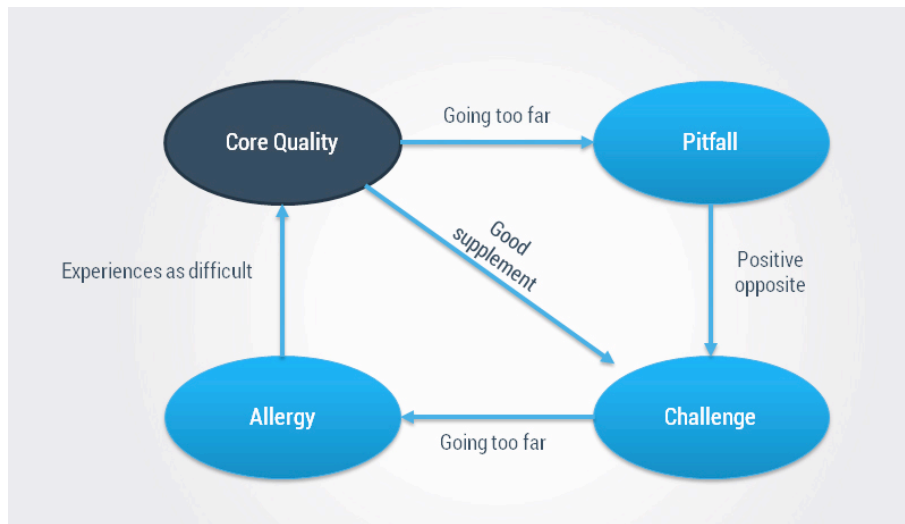 Going too far
Core Quality
Pitfall
Good
supplement
Experiences as difficult
Positive
opposite
Allergy
Challenge
Going too far